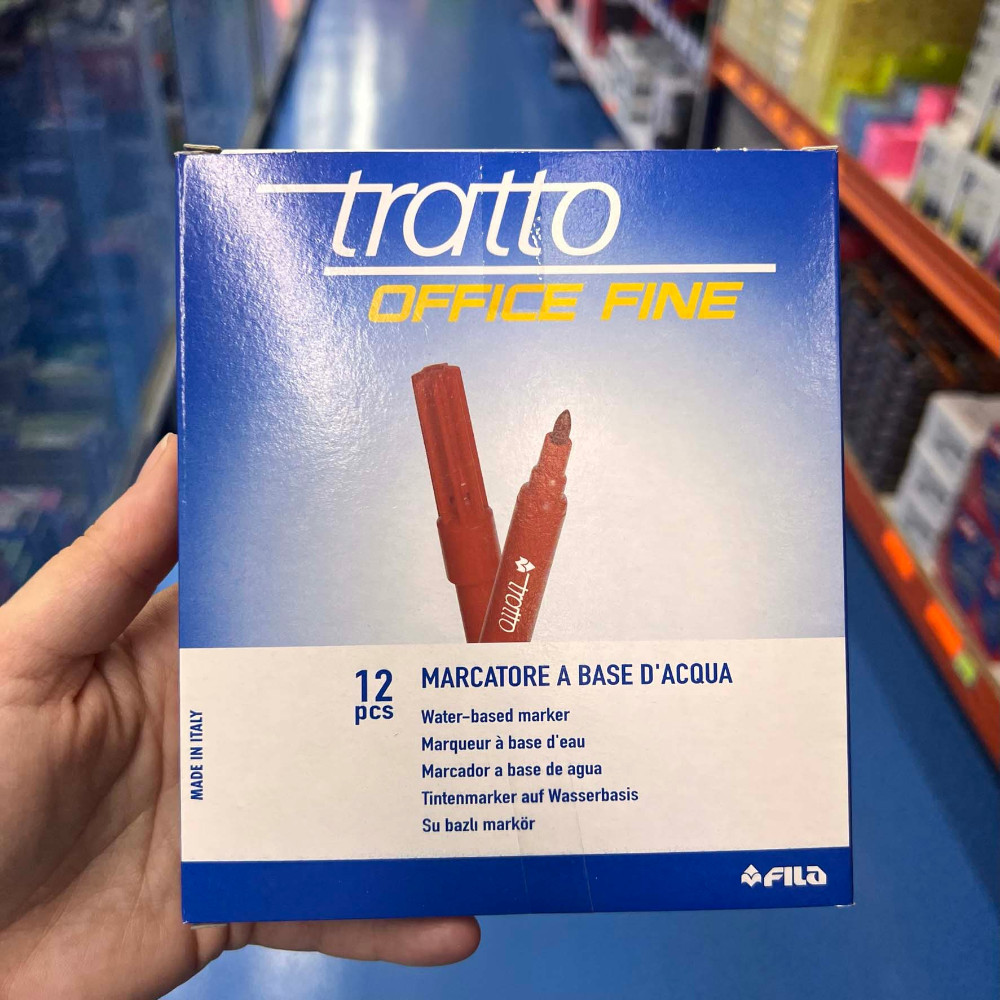 tratto
OFFICE FINE
tratto
12
pcs
MARCATORE A BASE D'ACQUA
Water-based marker
Marqueur à base d'eau
Marcador a base de agua
Tintenmarker auf Wasserbasis
Su bazlı markör
MADE IN ITALY
FILA